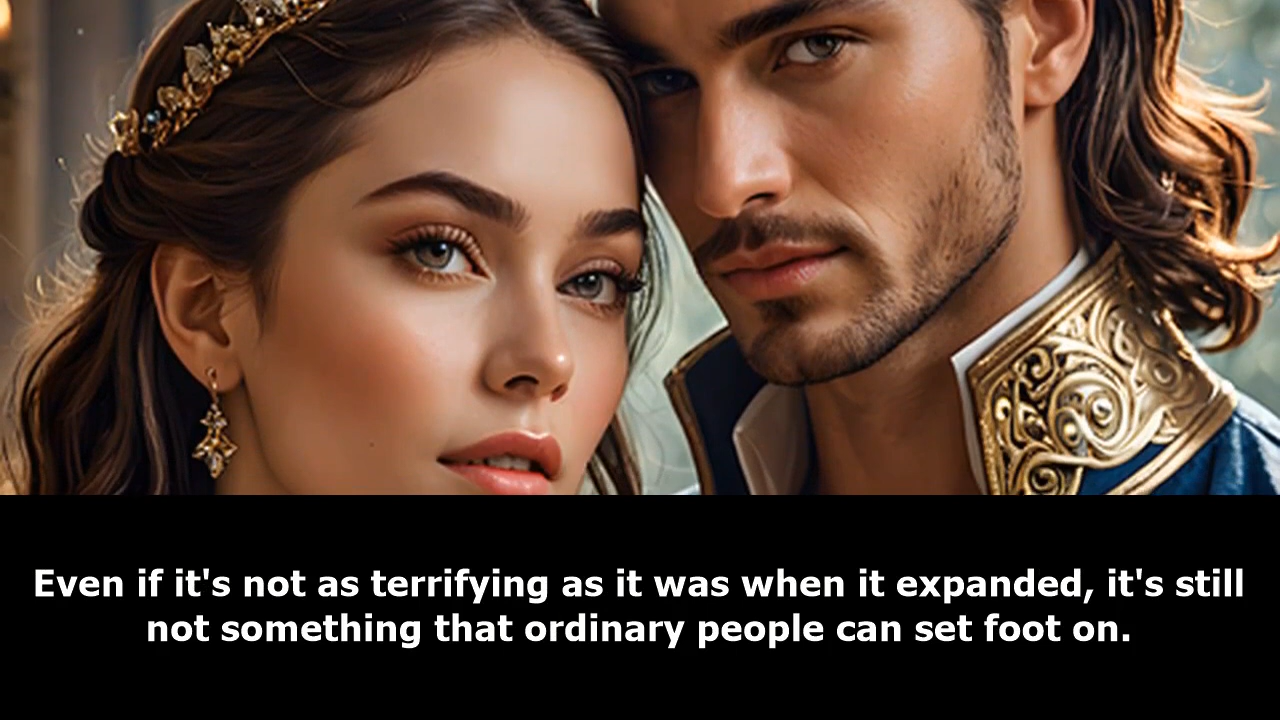 Even if it's not as terrifying as it was when it expanded, it's still
not something that ordinary people can set foot on.